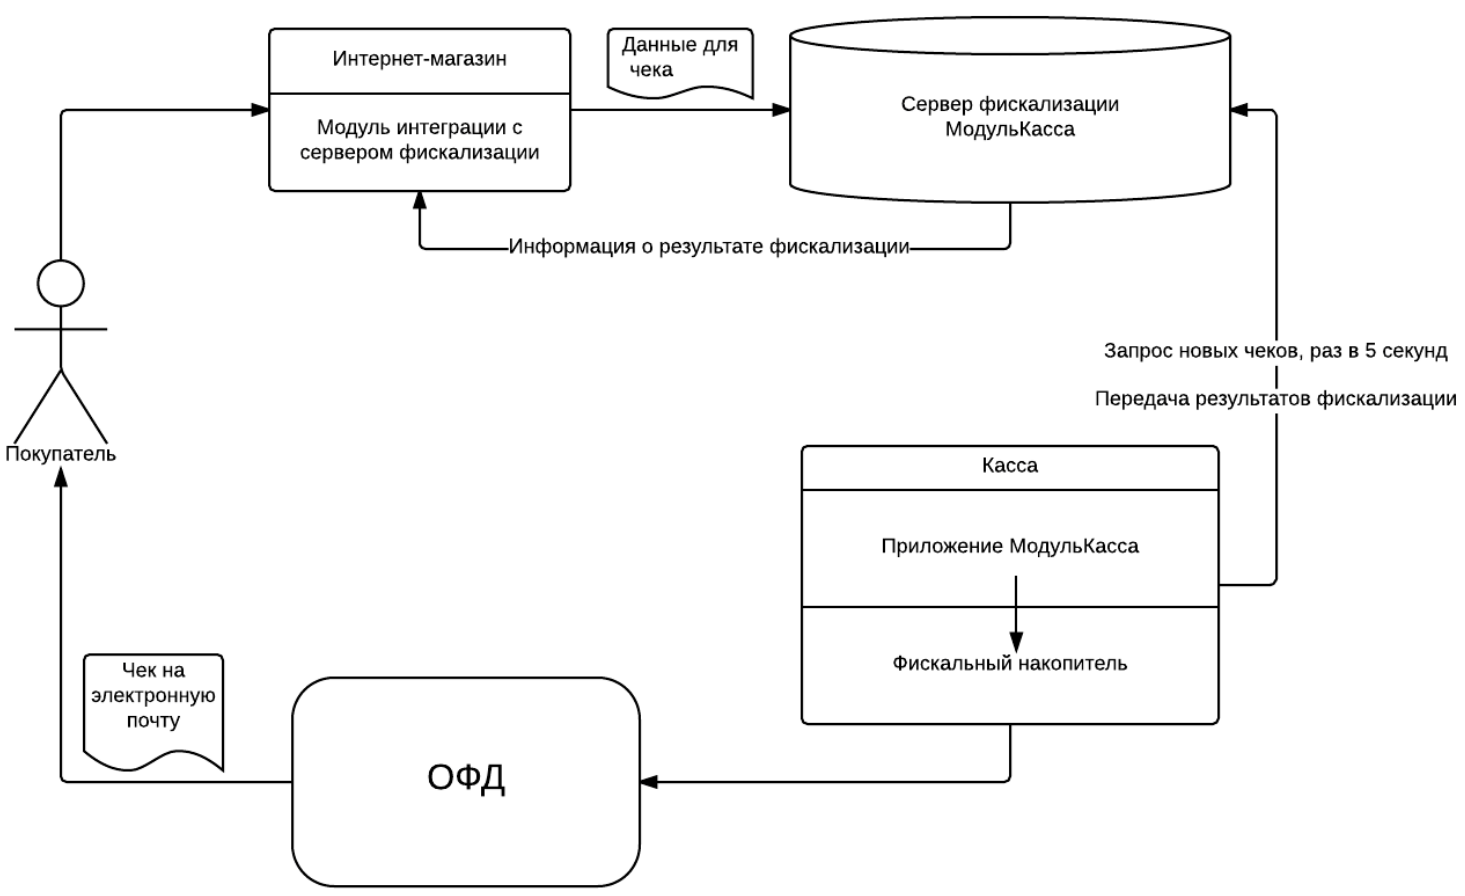 Интернет-магазин
Модуль интеграции с
сервером фискализации
Данные для
чека
Сервер фискализации
МодульКасса
Информация о результате фискализации
Запрос новых чеков, раз в 5 секунд
Передача результатов фискализации
Покупатель
Касса
Приложение МодульКасса
Фискальный накопитель
Чек на
электронную
почту
ОФД